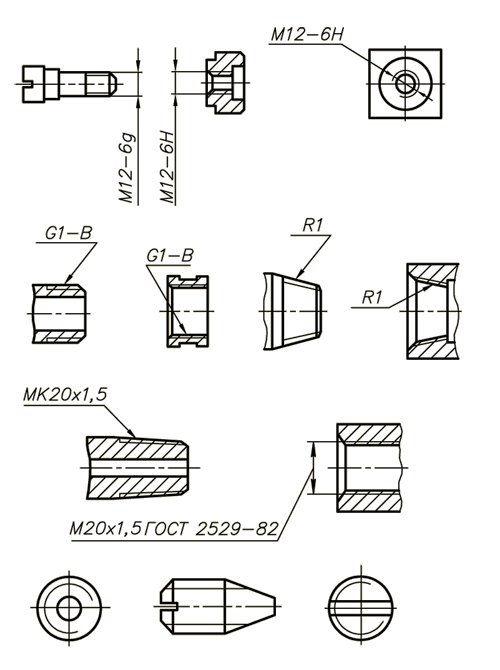 M12-6H
M12-6g
M12-6H
G1-B
G1-B
R1
R1
MK20x1,5
M20x1,5 ГОСТ 2529-82